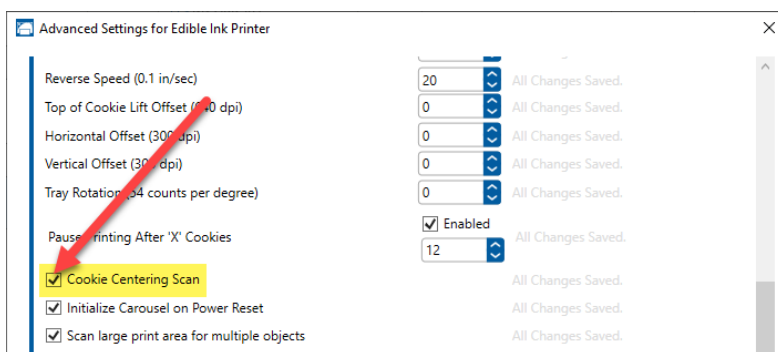 Advanced Settings for Edible Ink Printer
Reverse Speed (0.1 in/sec) 20 All Changes Saved.
Top of Cookie Lift Offset ( 0 dpi) 0 All Changes Saved.
Horizontal Offset (300 dpi) 0 All Changes Saved.
Vertical Offset (300 dpi) 0 All Changes Saved.
Tray Rotation 54 counts per degree) 0 All Changes Saved.
Enabled
Pause Printing After 'X' Cookies All Changes Saved.
12
Cookie Centering Scan All Changes Saved.
Initialize Carousel on Power Reset All Changes Saved.
Scan large print area for multiple objects All Changes Saved.